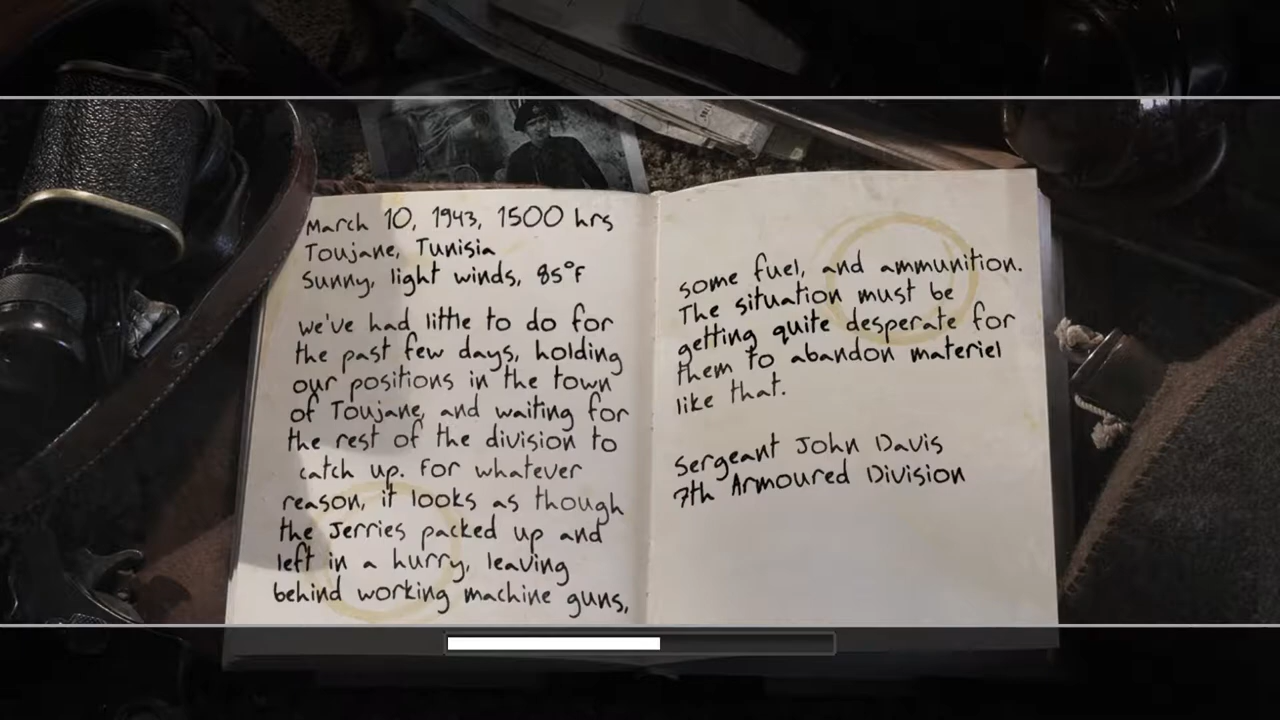 March 10, 1943, 1500 hrs
Toujane, Tunisia
Sunny, light winds, 85°F
we've had little to do for
the past few days, holding
our positions in the town
of Toujane, and waiting for
the rest of the division to
catch up. For whatever
reason, it looks as though
the Jerries packed up and
left in a hurry, leaving
behind working machine guns,
some fuel, and ammunition.
The situation must be
getting quite desperate for
them to abandon materiel
like that.
Sergeant John Davis
7th Armoured Division